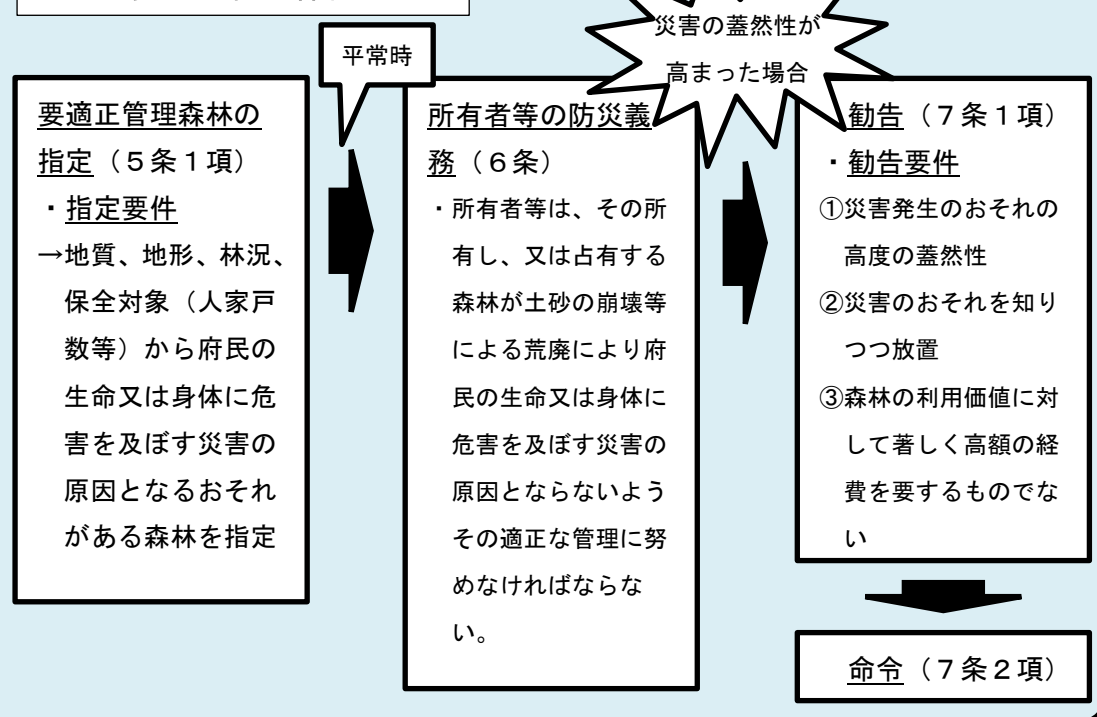 平常時
災害の蓋然性が
高まった場合
要適正管理森林の
指定（５条１項）
・指定要件
→地質、地形、林況、
保全対象（人家戸
数等）から府民の
生命又は身体に危
害を及ぼす災害の
原因となるおそれ
がある森林を指定
所有者等の防災義
務（６条）
・所有者等は、その所
有し、又は占有する
森林が土砂の崩壊等
による荒廃により府
民の生命又は身体に
危害を及ぼす災害の
原因とならないよう
その適正な管理に努
めなければならな
い。
勧告（７条１項）
・勧告要件
①災害発生のおそれの
高度の蓋然性
②災害のおそれを知り
つつ放置
③森林の利用価値に対
して著しく高額の経
費を要するものでな
い
命令（７条２項）